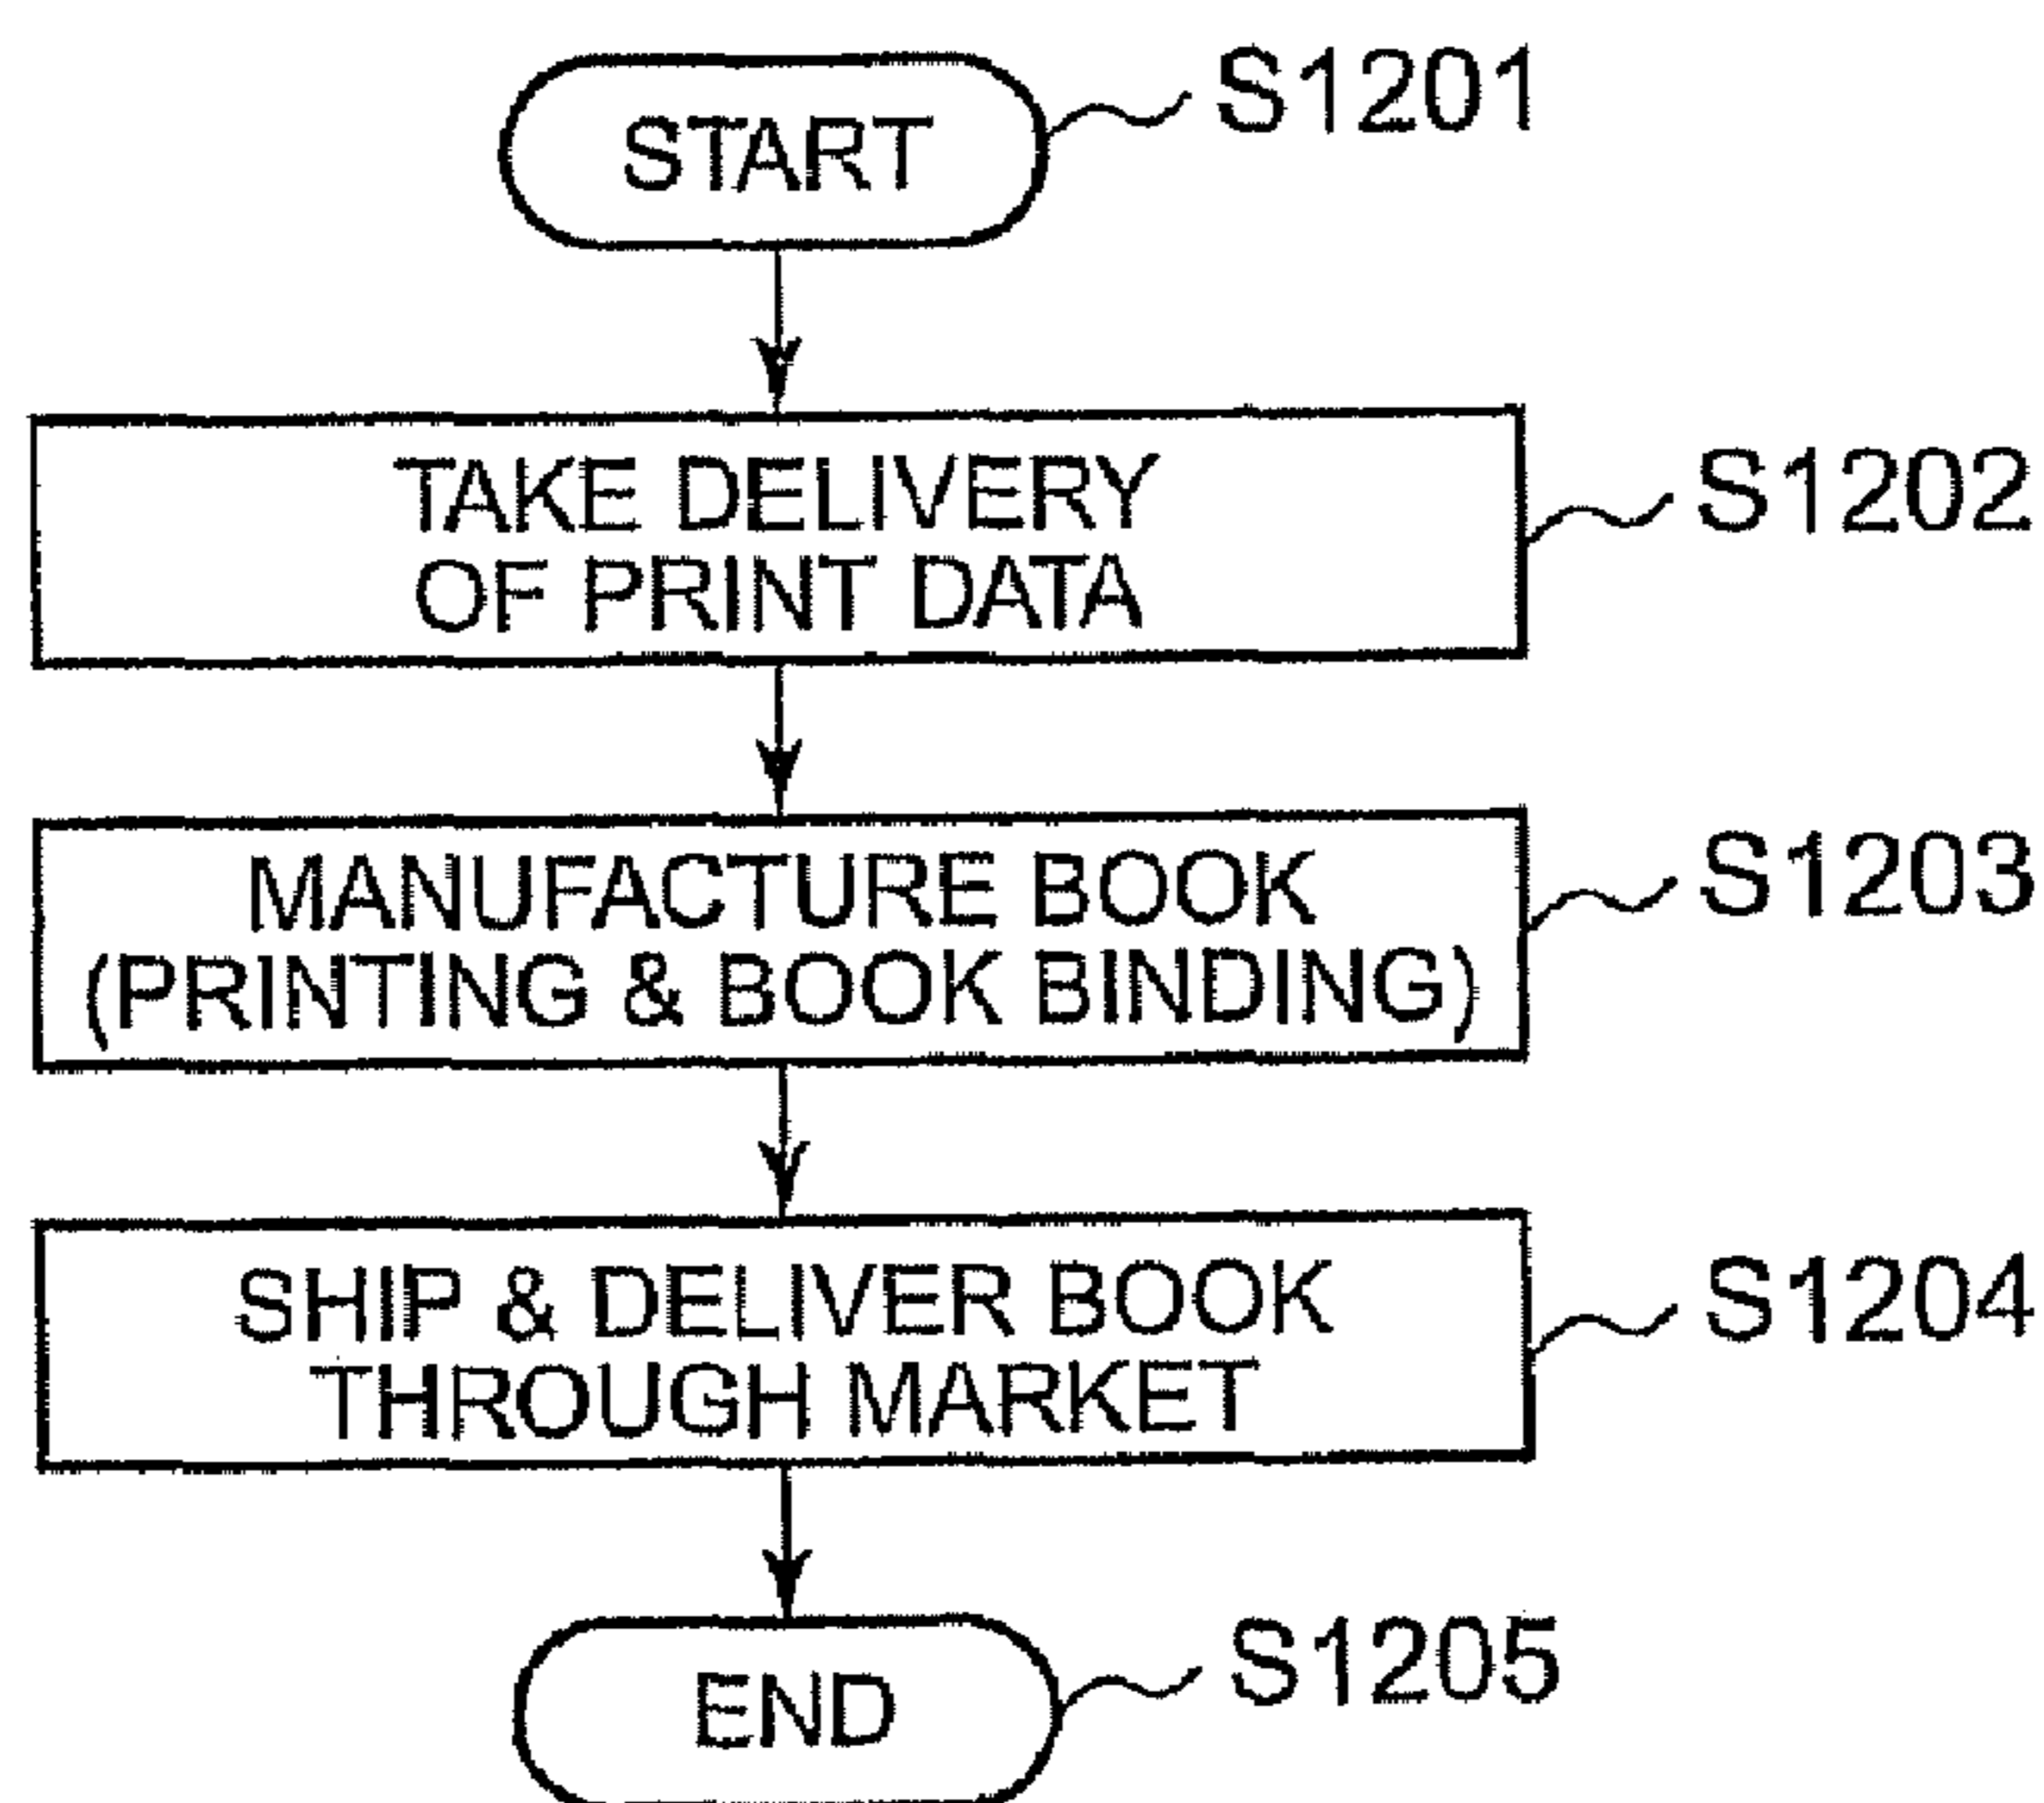 START
S1201
TAKE DELIVERY
OF PRINT DATA
S1202
MANUFACTURE BOOK
(PRINTING & BOOK BINDING)
S1203
SHIP & DELIVER BOOK
THROUGH MARKET
S1204
END
S1205